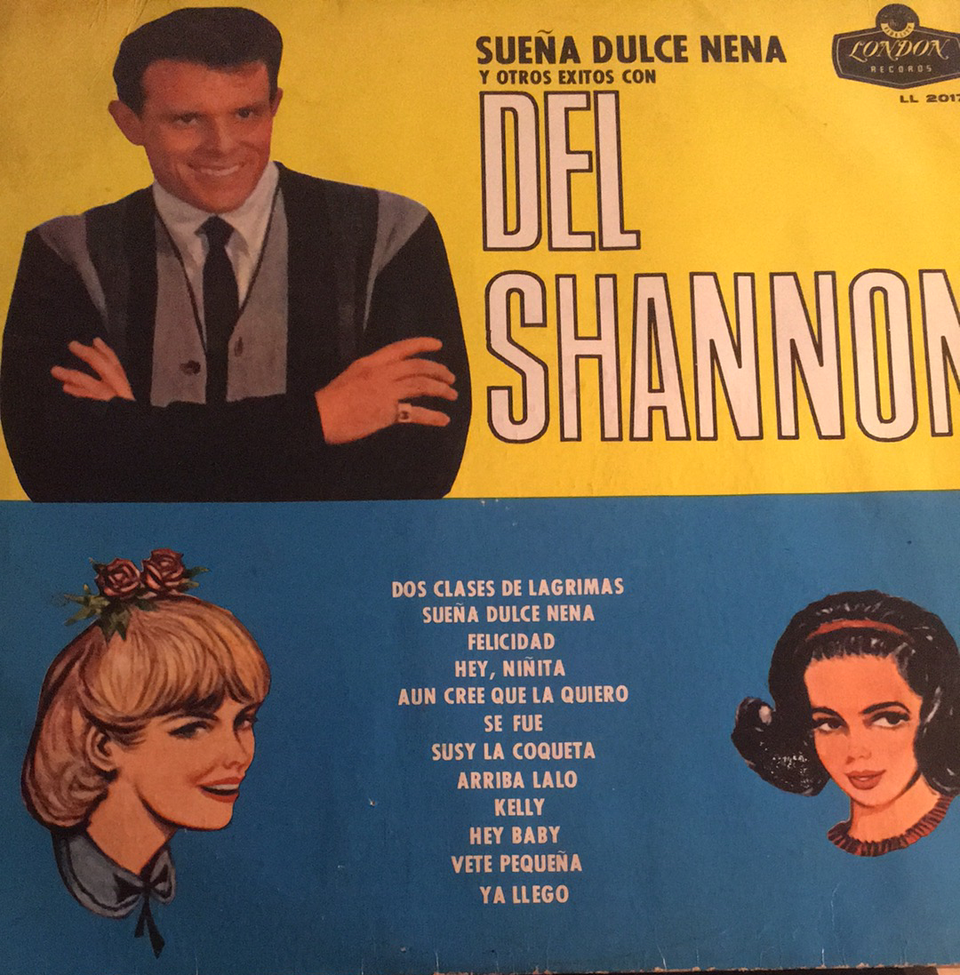 SUEÑA DULCE NENA
Y OTROS EXITOS CON
DEL
SHANNON
LONDON
RECORDS
LL 2017
DOS CLASES DE LAGRIMAS
SUEÑA DULCE NENA
FELICIDAD
HEY, NIÑITA
AUN CREE QUE LA QUIERO
SE FUE
SUSY LA COQUETA
ARRIBA LALO
KELLY
HEY BABY
VETE PEQUEÑA
YA LLEGO